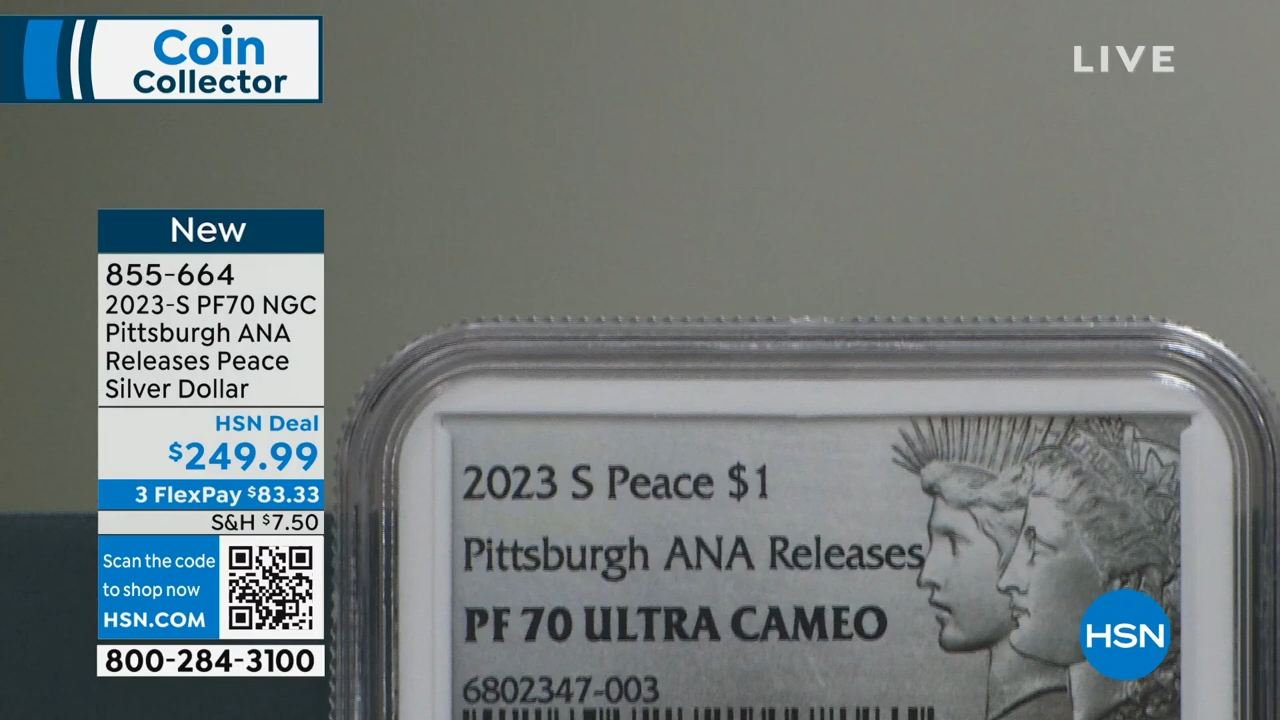 Coin
Collector
LIVE
New
855-664
2023-S PF70 NGC
Pittsburgh ANA
Releases Peace
Silver Dollar
HSN Deal
$249.99
3 FlexPay $83.33
S&H $7.50
Scan the code
to shop now
HSN.COM
800-284-3100
2023 S Peace $1
Pittsburgh ANA Releases
PF 70 ULTRA CAMEO
6802347-003
HSN